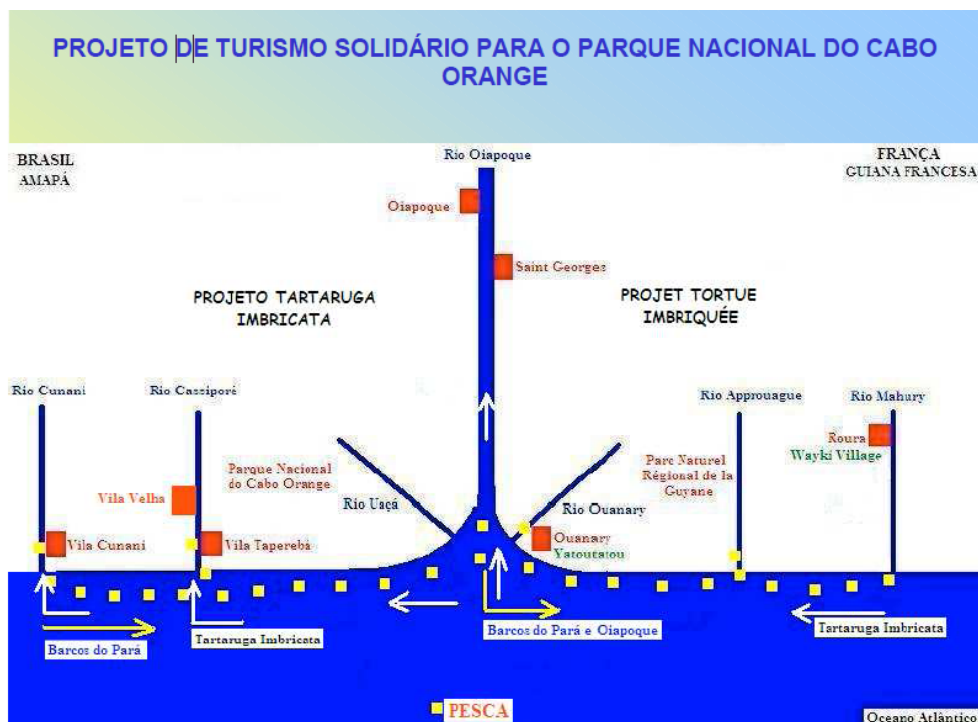 PROJETO DE TURISMO SOLIDÁRIO PARA O PARQUE NACIONAL DO CABO
ORANGE
BRASIL
AMAPÁ
Rio Oiapoque
FRANÇA
GUIANA FRANCESA
Oiapoque
Saint Georges
PROJETO TARTARUGA
IMBRICATA
PROJET TORTUE
IMBRIQUÉE
Rio Cunani
Rio Cassiporé
Rio Approuague
Rio Mahury
Roura
Wayki Village
Parque Nacional
do Cabo Orange
Parc Naturel
Régional de la
Guyane
Vila Velha
Rio Uaçá
Rio Ouanary
Vila Cunani
Vila Taperebá
Ouanary
Yatoutatou
Tartaruga Imbricata
Barcos do Pará e Oiapoque
Tartaruga Imbricata
Barcos do Pará
PESCA
Oceano Atlântico